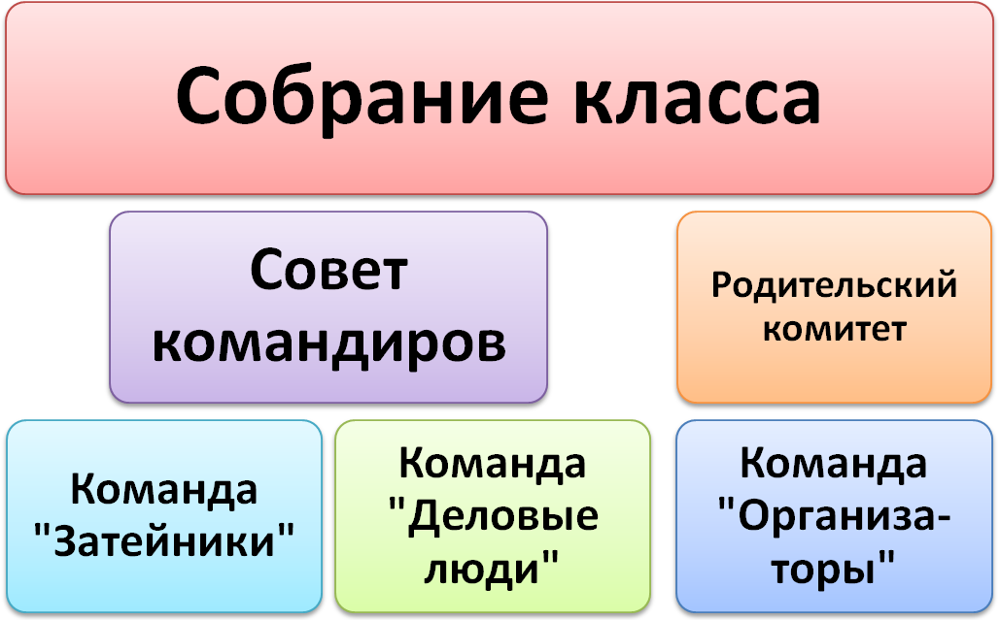 Собрание класса
Совет
командиров
Родительский
комитет
Команда
"Затейники"
Команда
"Деловые
люди"
Команда
"Организа-
торы"